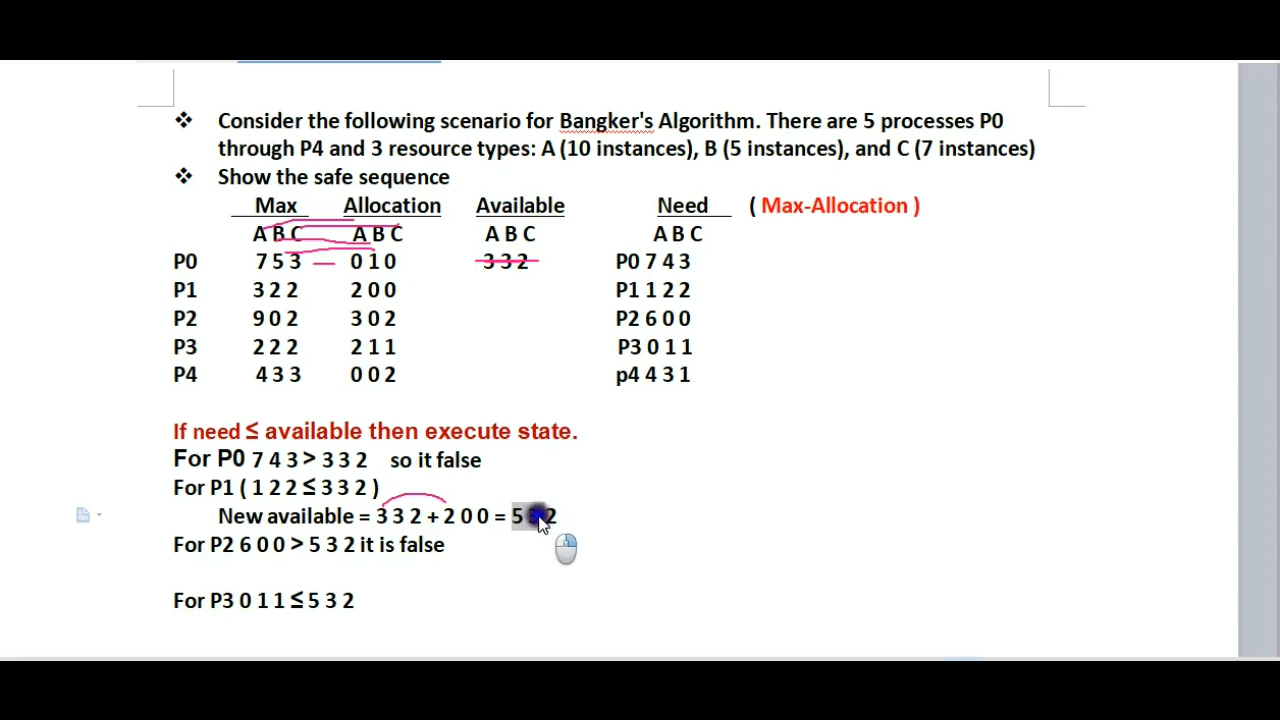 ❖ Consider the following scenario for Bangker's Algorithm. There are 5 processes P0
through P4 and 3 resource types: A (10 instances), B (5 instances), and C (7 instances)
❖ Show the safe sequence
Max Allocation Available Need ( Max-Allocation )
A B C A B C A B C A B C
P0 7 5 3 0 1 0 3 3 2 P0 7 4 3
P1 3 2 2 2 0 0 P1 1 2 2
P2 9 0 2 3 0 2 P2 6 0 0
P3 2 2 2 2 1 1 P3 0 1 1
P4 4 3 3 0 0 2 p4 4 3 1
If need ≤ available then execute state.
For P0 7 4 3 > 3 3 2 so it false
For P1 ( 1 2 2 ≤ 3 3 2 )
New available = 3 3 2 + 2 0 0 = 5 3 2
For P2 6 0 0 > 5 3 2 it is false
For P3 0 1 1 ≤ 5 3 2